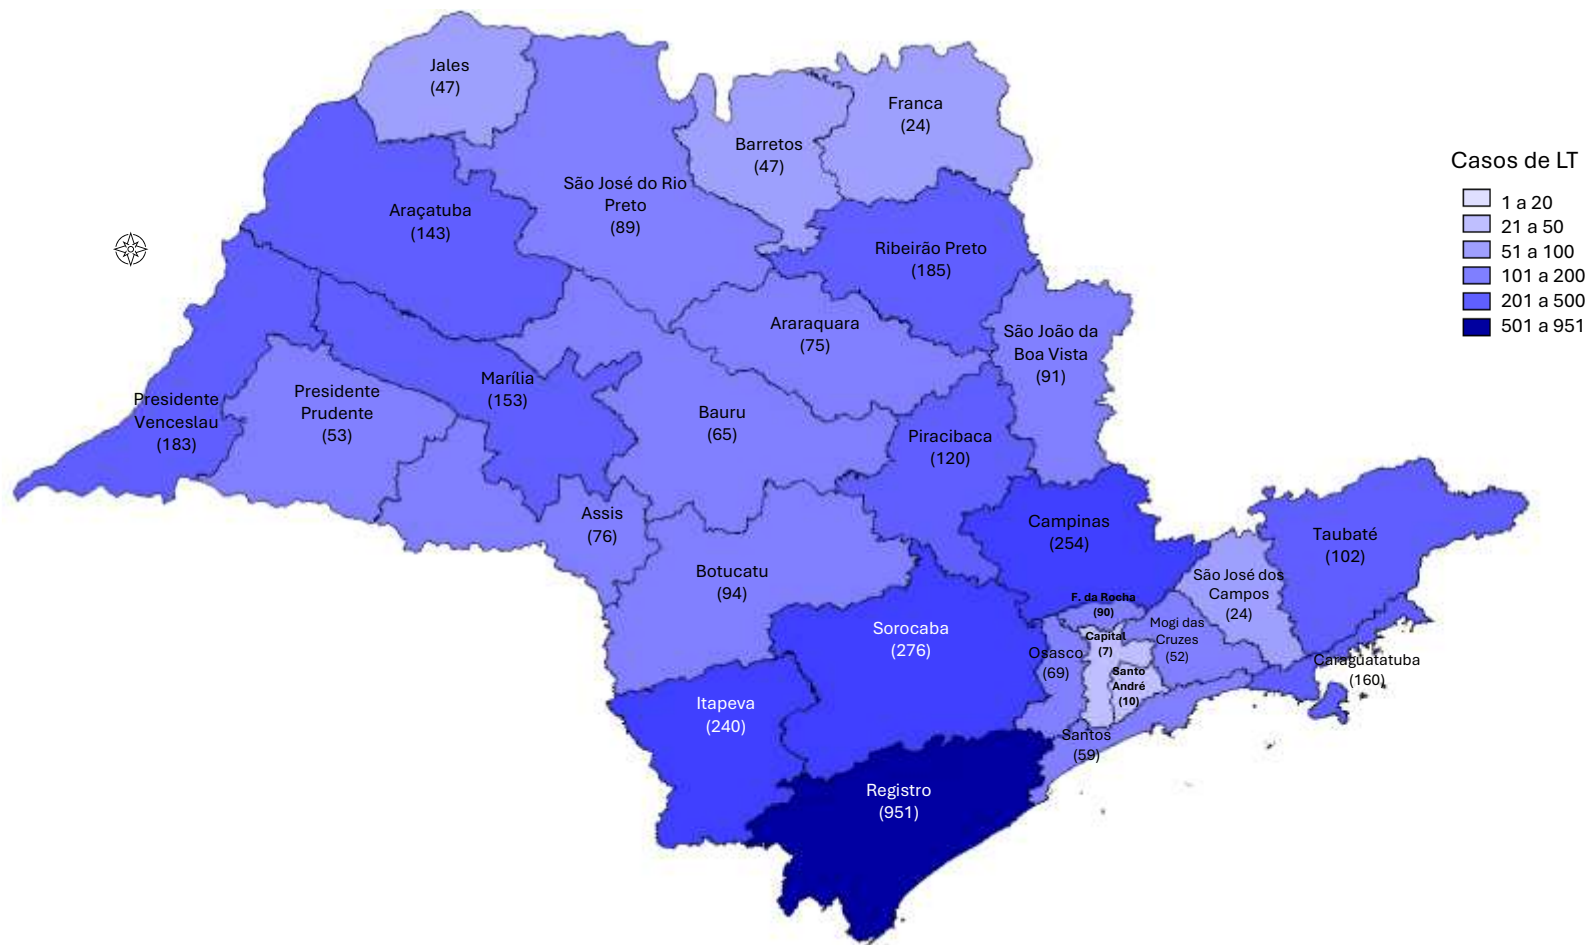 Jales
(47)
Franca
(24)
Barretos
(47)
São José do Rio
Preto
(89)
Araçatuba
(143)
Ribeirão Preto
(185)
Araraquara
(75)
São João da
Boa Vista
(91)
Marília
(153)
Presidente
Prudente
(53)
Presidente
Venceslau
(183)
Bauru
(65)
Piracibaca
(120)
Assis
(76)
Campinas
(254)
Taubaté
(102)
Botucatu
(94)
São José dos
Campos
(24)
F. da Rocha
(90)
Sorocaba
(276)
Mogi das
Cruzes
(52)
Capital
(7)
Osasco
(69)
Santo
André
(10)
Caraguatatuba
(160)
Itapeva
(240)
Santos
(59)
Registro
(951)
Casos de LT
1 a 20
21 a 50
51 a 100
101 a 200
201 a 500
501 a 951